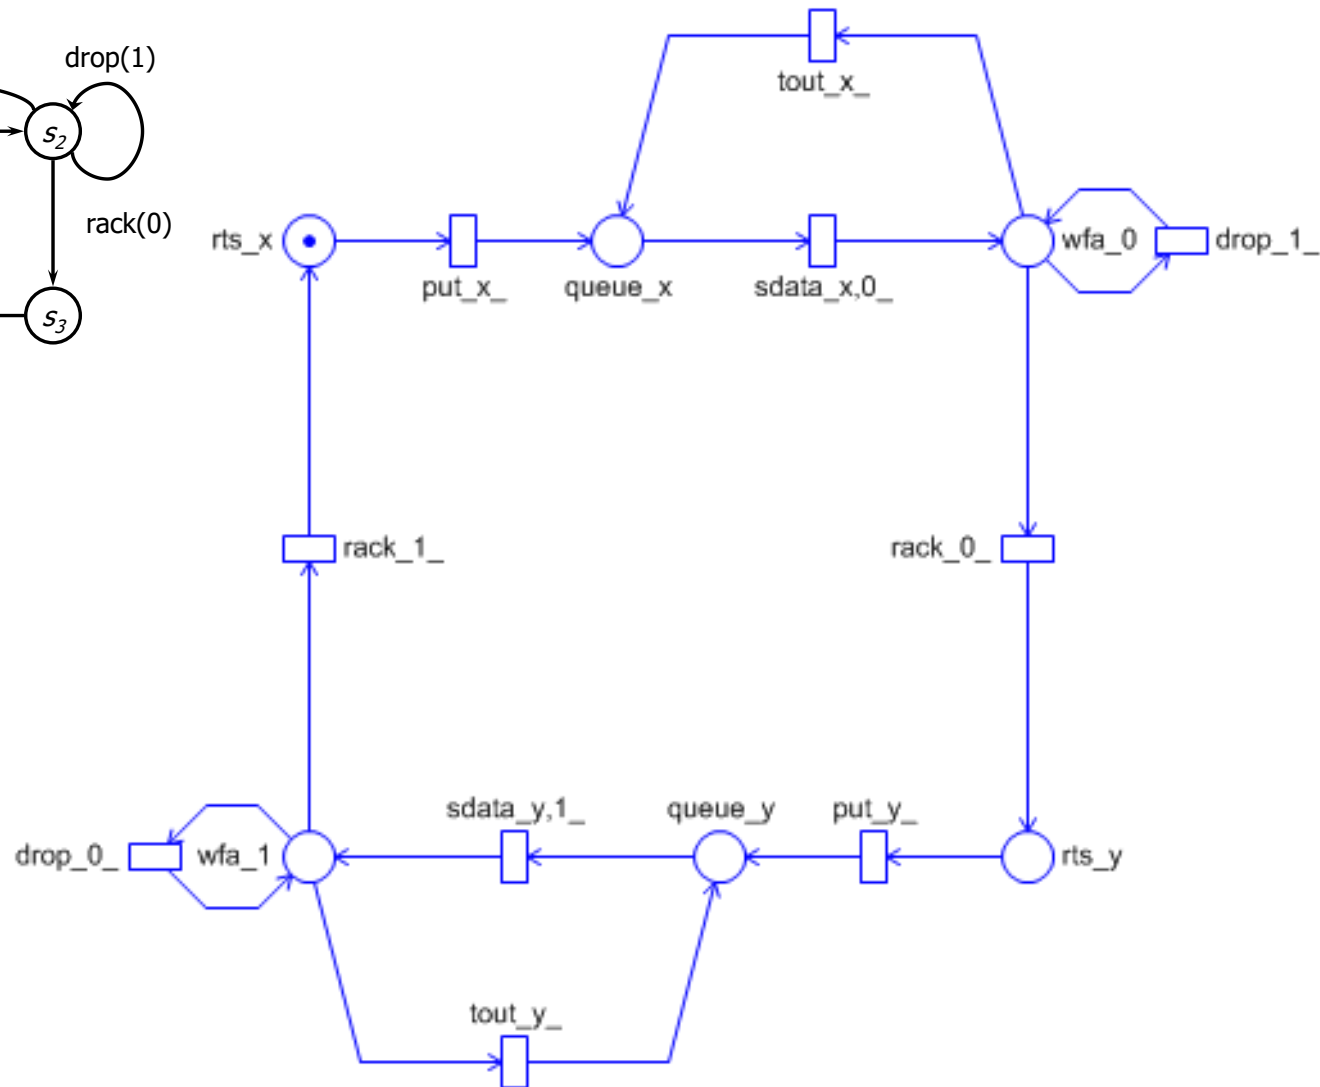 drop(1)
s2
rack(0)
s3
tout_x_
rts_x
put_x_
queue_x
sdata_x,0_
wfa_0
drop_1_
rack_1_
rack_0_
sdata_y,1_
queue_y
put_y_
drop_0_
wfa_1
rts_y
tout_y_